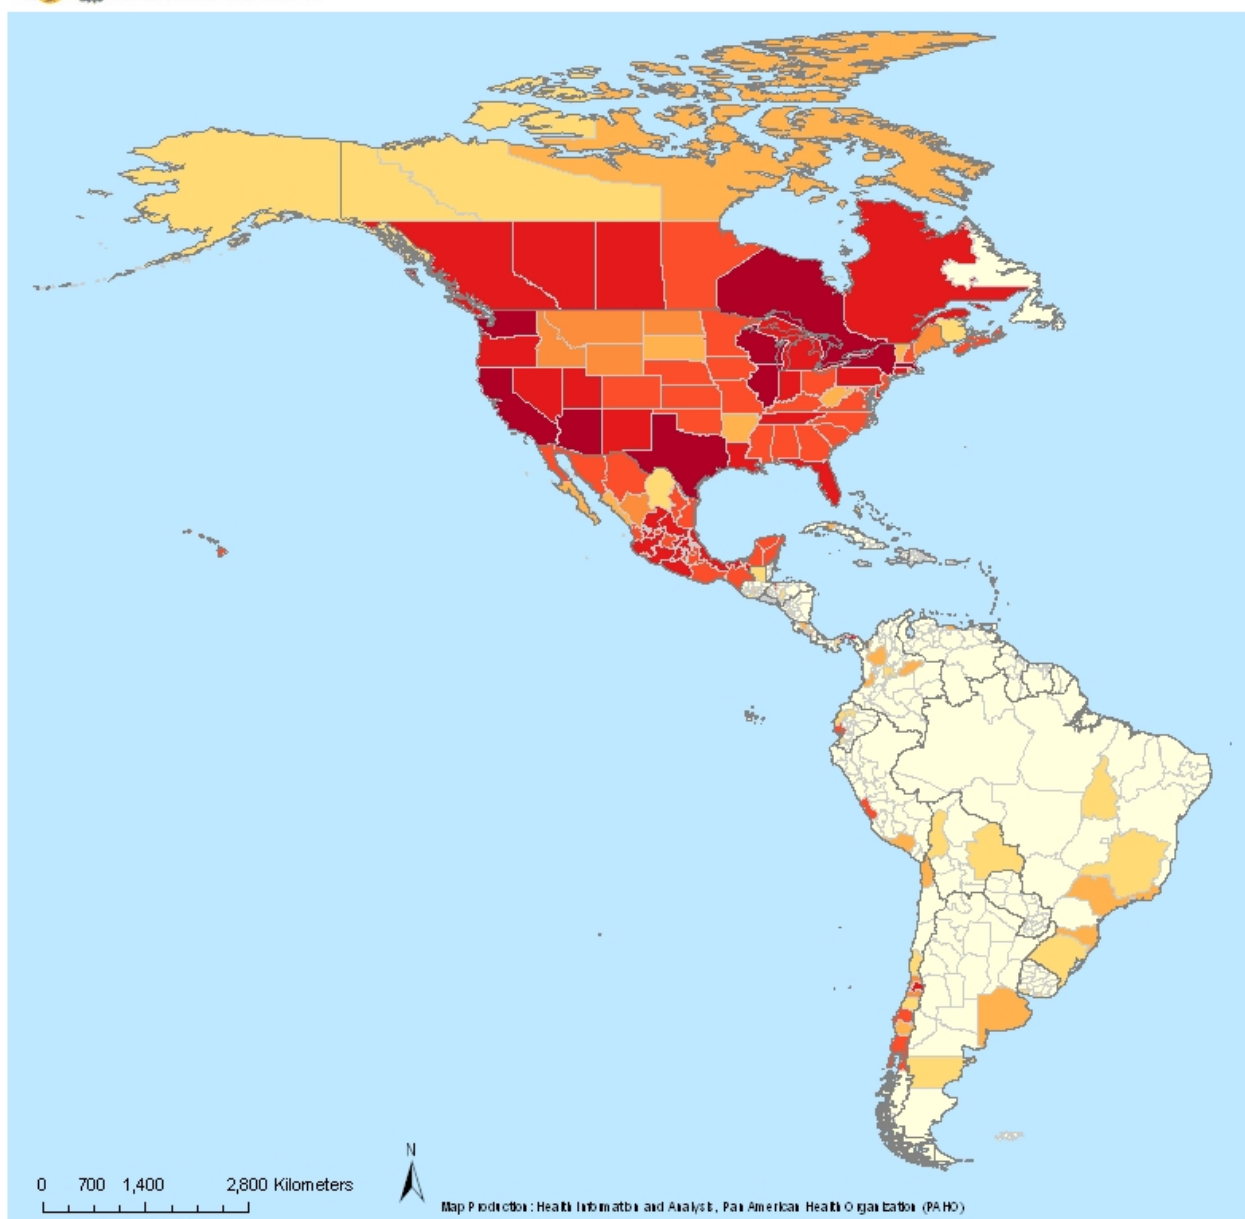 N
0 700 1,400 2,800 Kilometers
Map Production: Health Information and Analysis, Pan American Health Organization (PAHO)